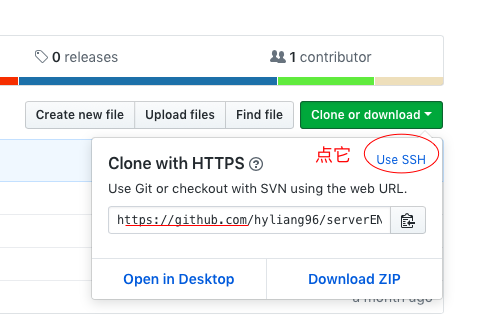 0 releases
1 contributor
Create new file
Upload files
Find file
Clone or download
Clone with HTTPS
点它
Use SSH
Use Git or checkout with SVN using the web URL.
https://github.com/hyliang96/serverEN
Open in Desktop
Download ZIP
a month ago